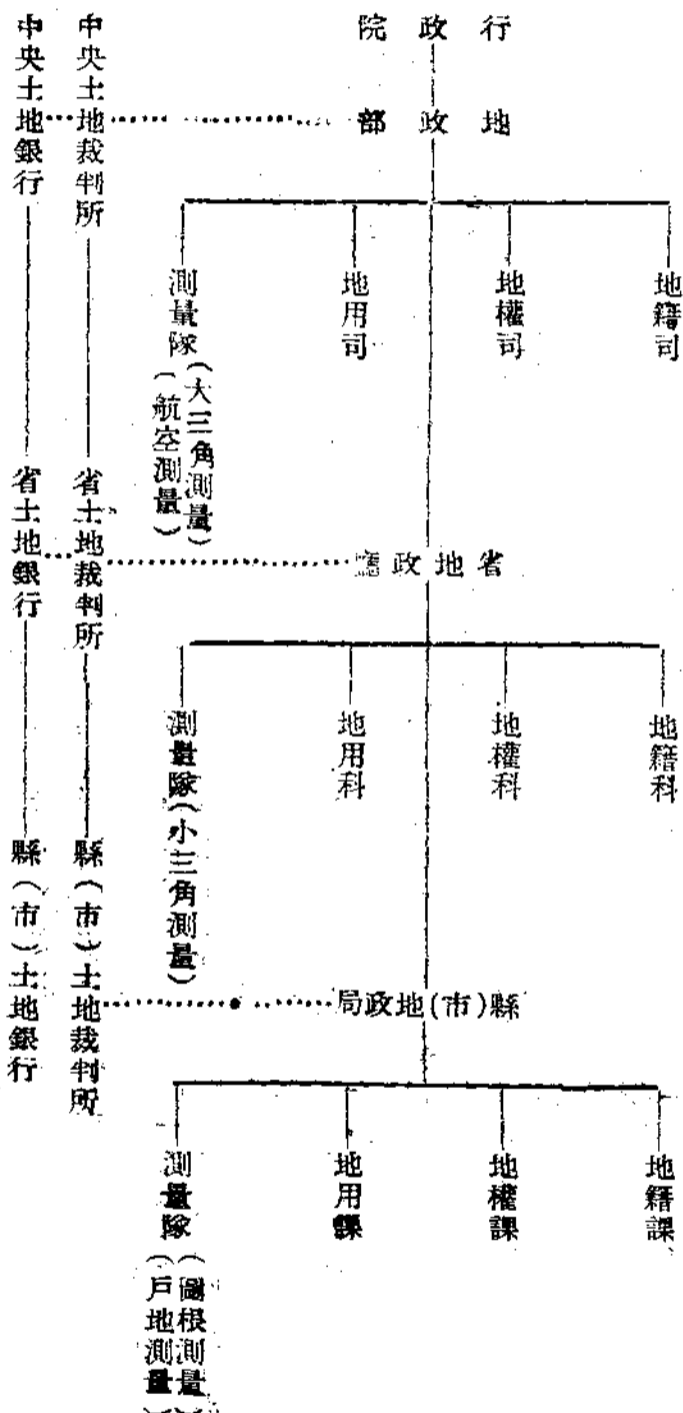 行政院
地政部
地籍司
地權司
地用司
測量隊
(大三角測量)
(航空測量)
中央土地裁判所
中央土地銀行
省地政廳
地籍科
地權科
地用科
測量隊(小三角測量)
省土地裁判所
省土地銀行
縣(市)地政局
地籍課
地權課
地用課
測量隊
(圖根測量)
(戶地測量)
縣(市)土地裁判所
縣(市)土地銀行